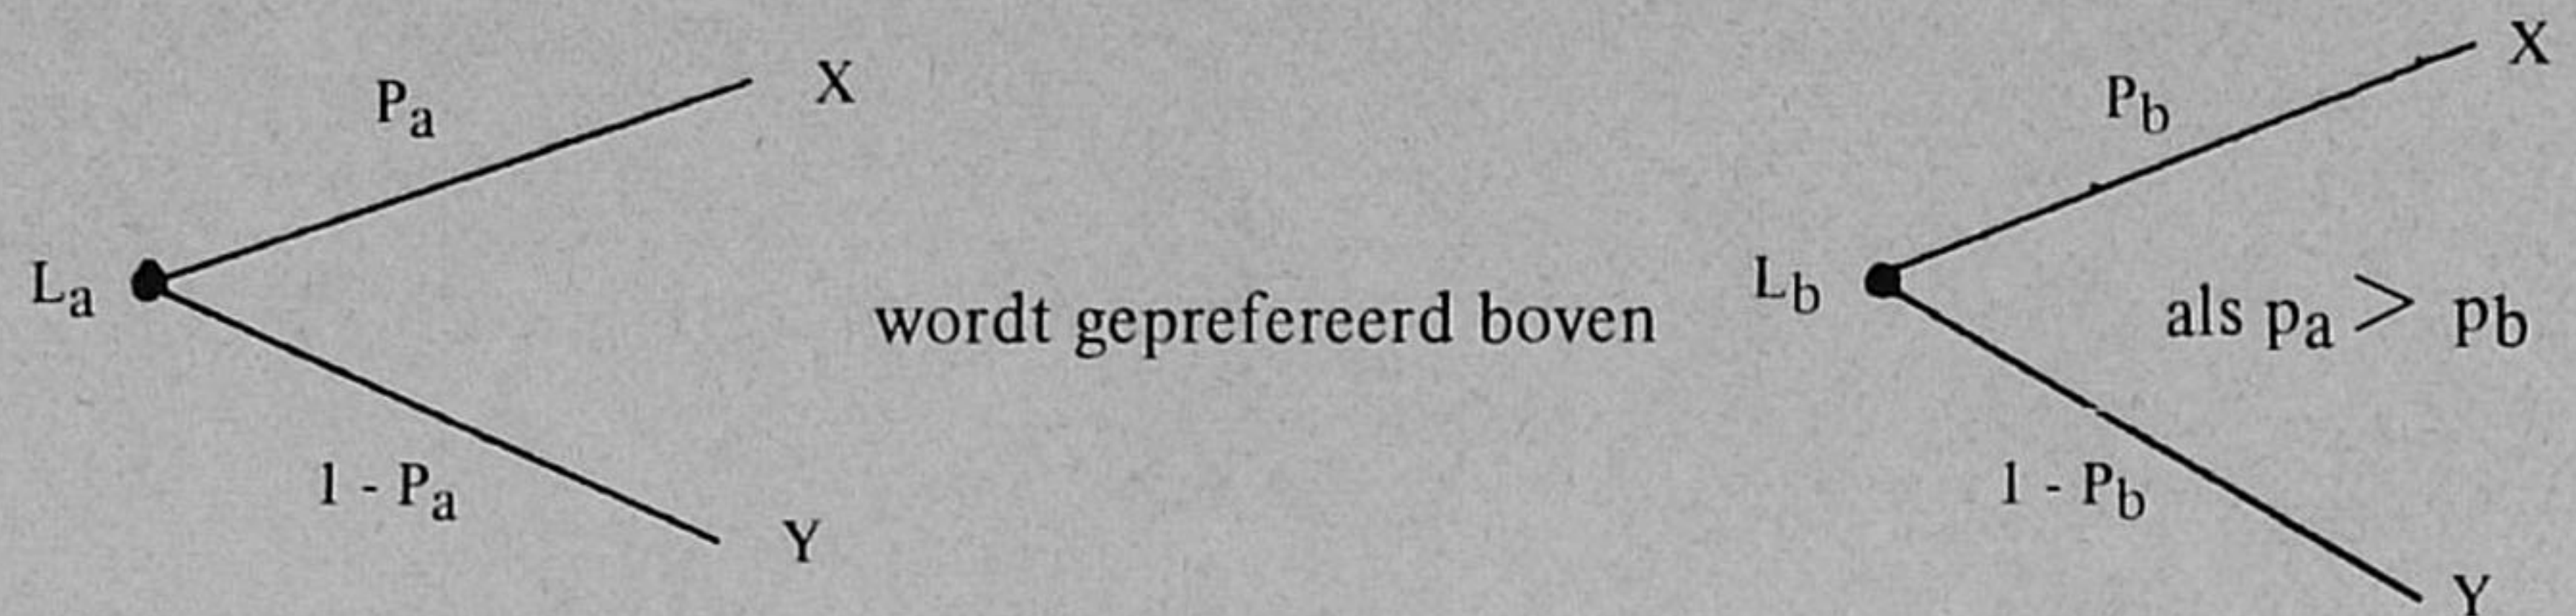 Pa X
La
1 - Pa Y
wordt geprefereerd boven
Pb X
Lb
als pa > pb
1 - Pb
Y